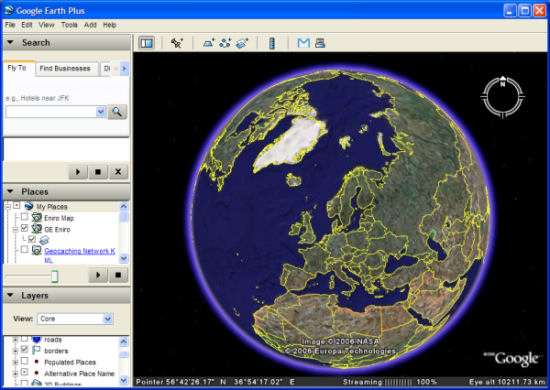 Google Earth Plus
File Edit View Tools Add Help
Search
Fly To Find Businesses Di
e.g., Hotels near JFK
Places
My Places
Eniro Map
GE Eniro
Geocaching Network K
ML
Layers
View: Core
roads
borders
Populated Places
Alternative Place Name
3D Buildings
N
Image © 2006 NASA
© 2006 Europa Technologies
Google
Pointer 56°42'26.17" N 36°54'17.02" E Streaming |||||||||| 100% Eye alt 10211.73 km